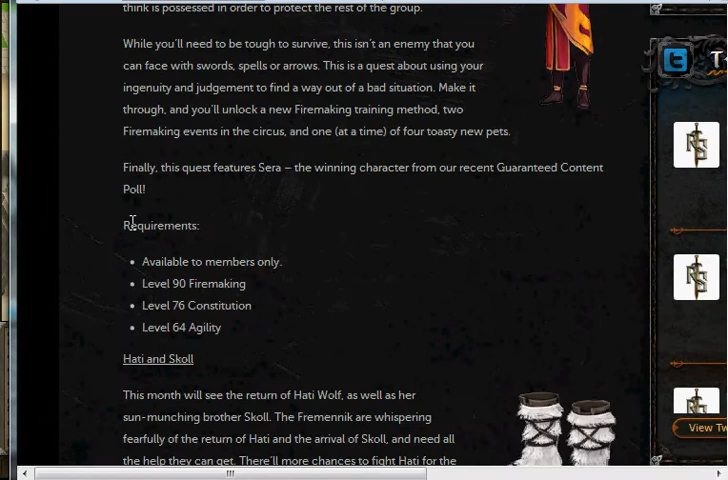 think is possessed in order to protect the rest of the group.
While you'll need to be tough to survive, this isn't an enemy that you
can face with swords, spells or arrows. This is a quest about using your
ingenuity and judgement to find a way out of a bad situation. Make it
through, and you'll unlock a new Firemaking training method, two
Firemaking events in the circus, and one (at a time) of four toasty new pets.
Finally, this quest features Sera – the winning character from our recent Guaranteed Content
Poll!
Requirements:
• Available to members only.
• Level 90 Firemaking
• Level 76 Constitution
• Level 64 Agility
Hati and Skoll
This month will see the return of Hati Wolf, as well as her
sun-munching brother Skoll. The Fremennik are whispering
fearfully of the return of Hati and the arrival of Skoll, and need all
the help they can get. There'll more chances to fight Hati for the
t
RS
RS
View Tw